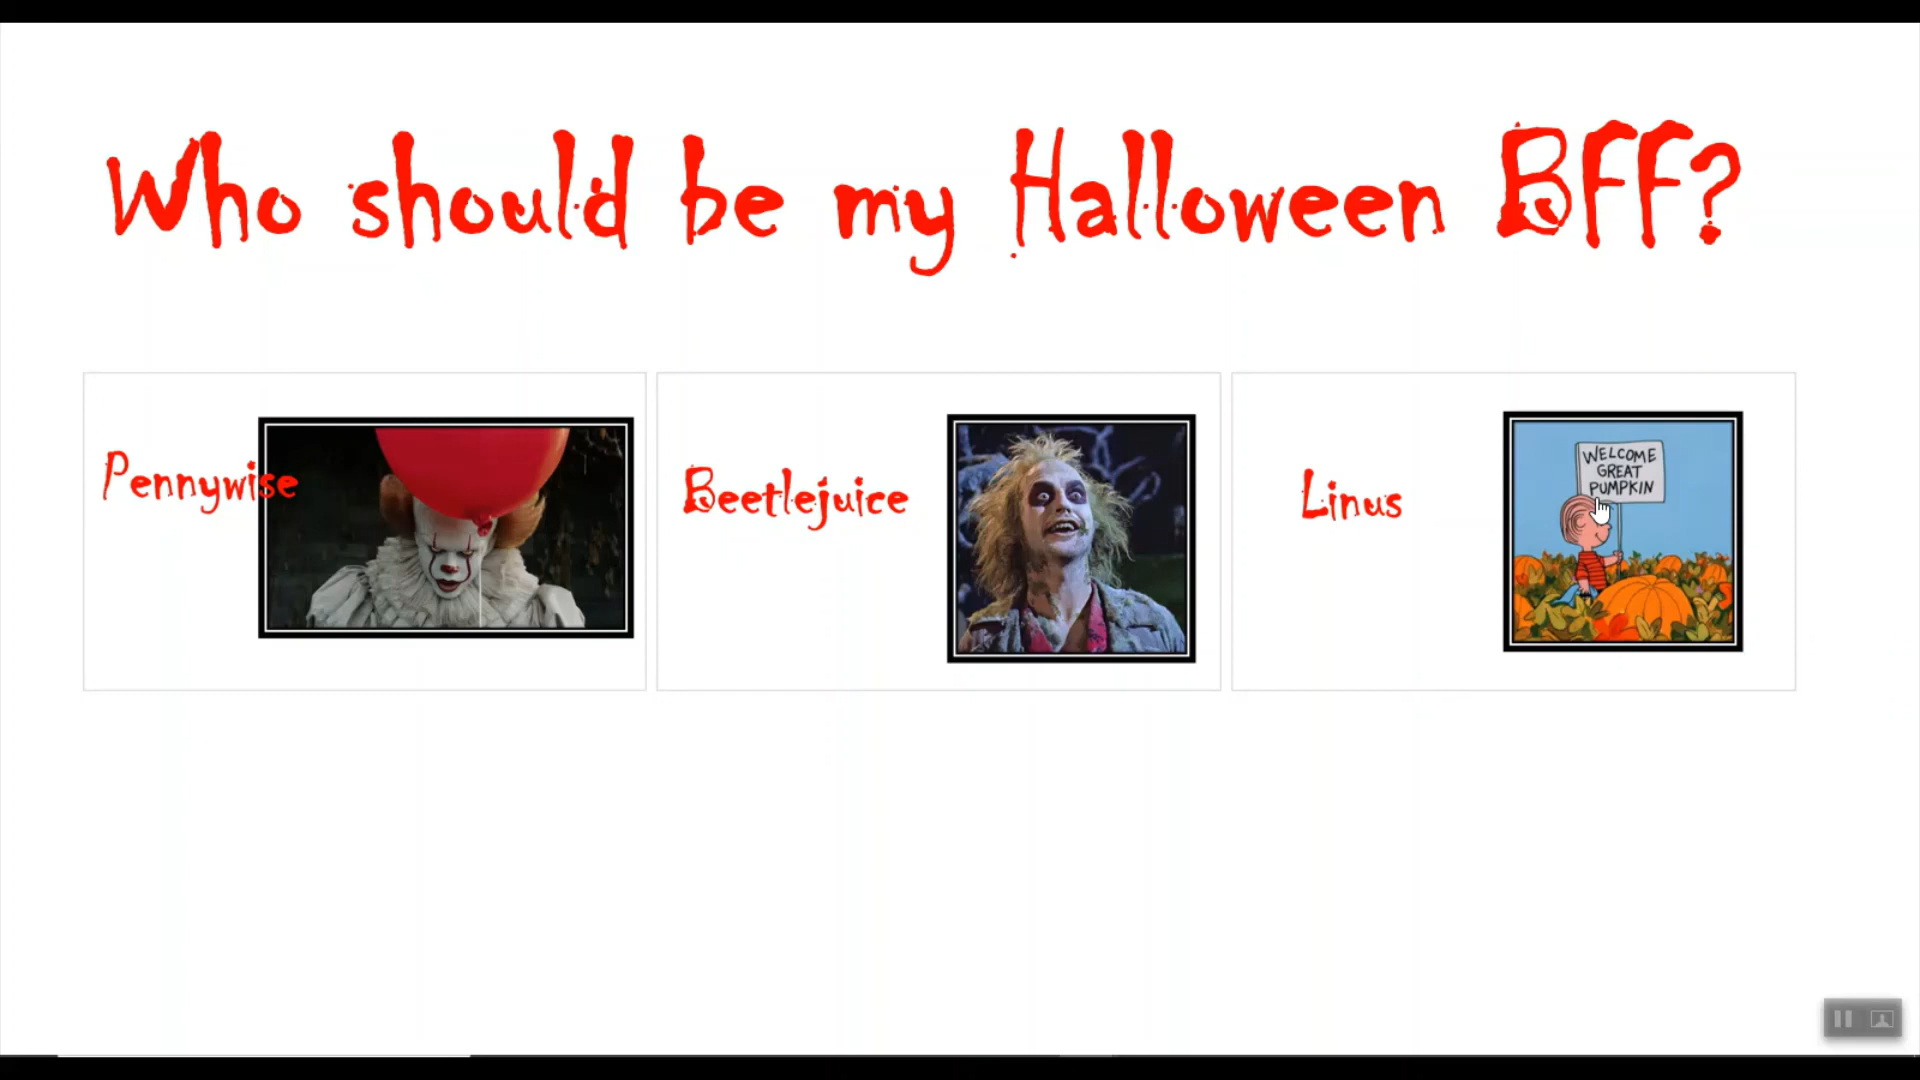 Who should be my Halloween BFF?
Pennywise
Beetlejuice
Linus
WELCOME
GREAT
PUMPKIN